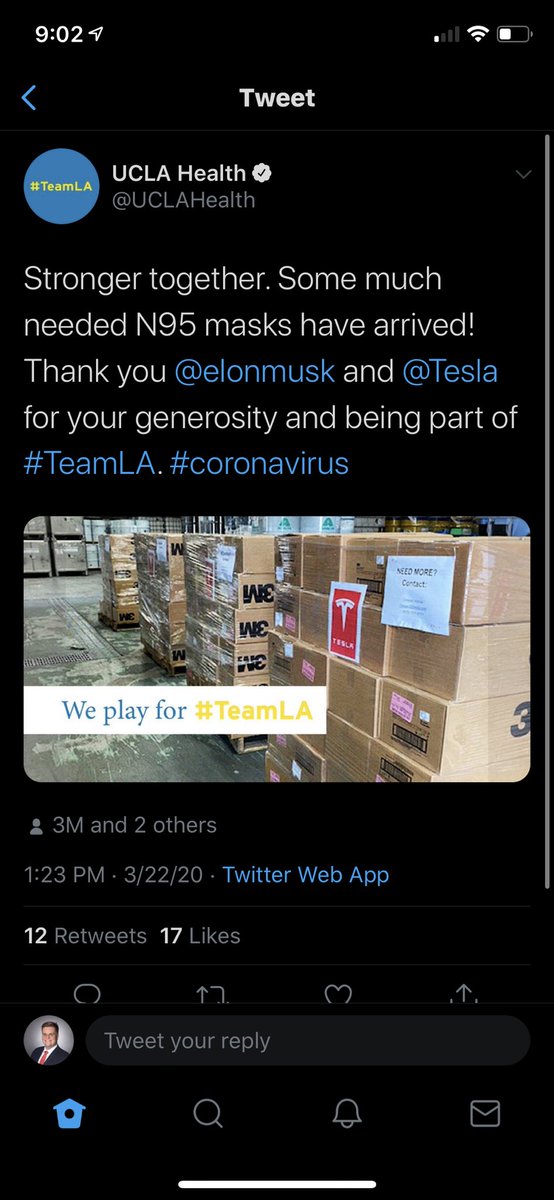 9:02
Tweet
#TeamLA
UCLA Health
@UCLAHealth
Stronger together. Some much
needed N95 masks have arrived!
Thank you @elonmusk and @Tesla
for your generosity and being part of
#TeamLA. #coronavirus
NEED MORE?
Contact:
TESLA
3M
3M
3M
We play for #TeamLA
3M and 2 others
1:23 PM · 3/22/20 · Twitter Web App
12 Retweets 17 Likes
Tweet your reply